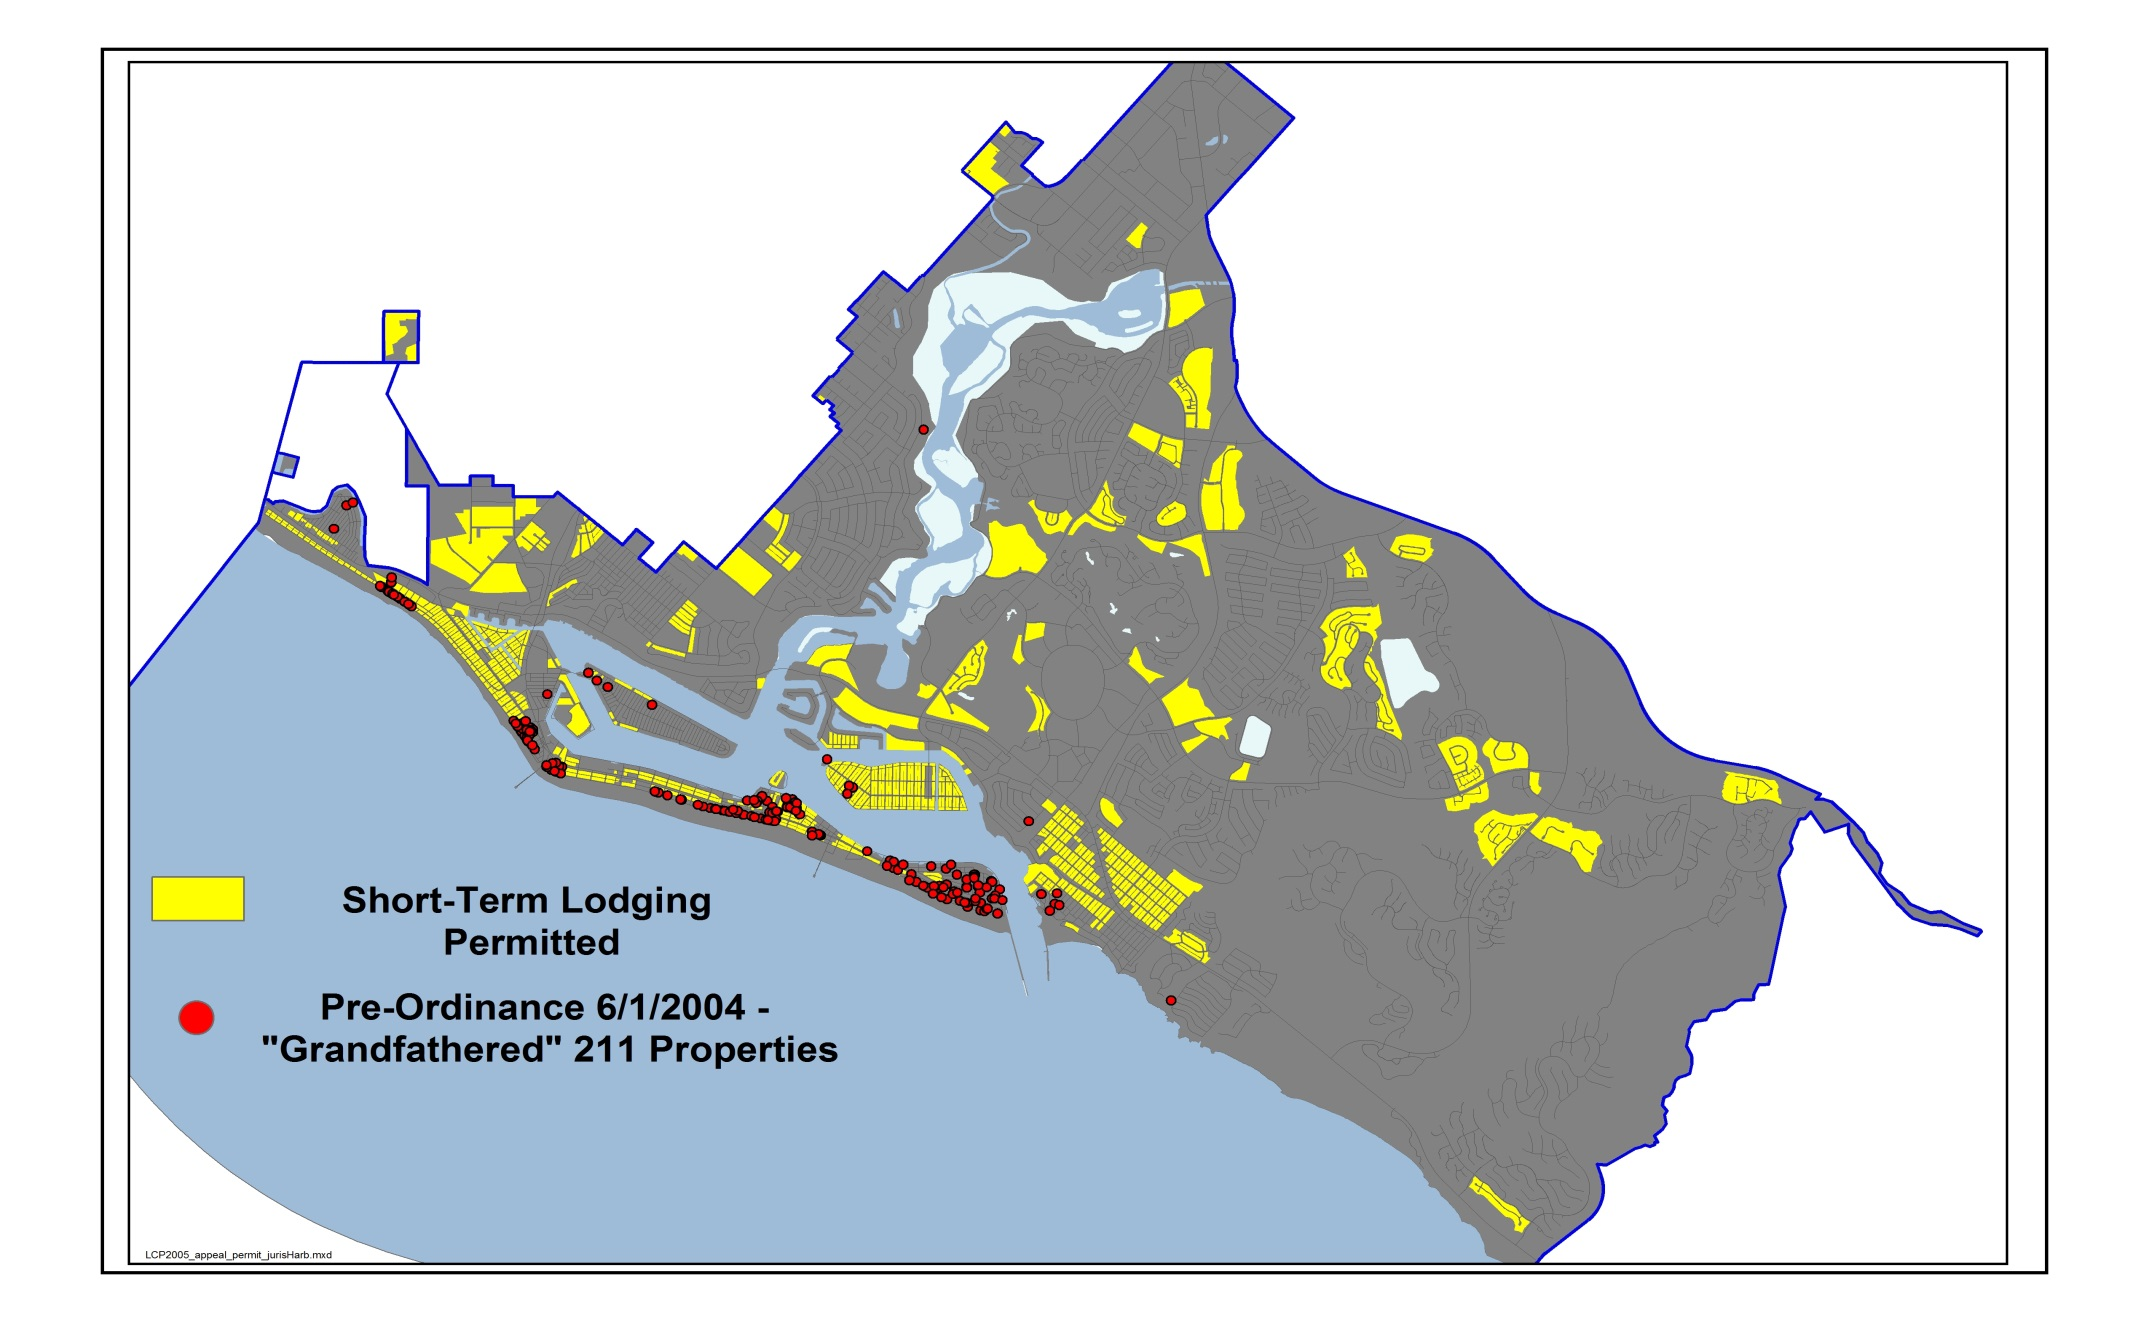 Short-Term Lodging
Permitted
Pre-Ordinance 6/1/2004 -
"Grandfathered" 211 Properties
LCP2005_appeal_permit_jurisHarb.mxd